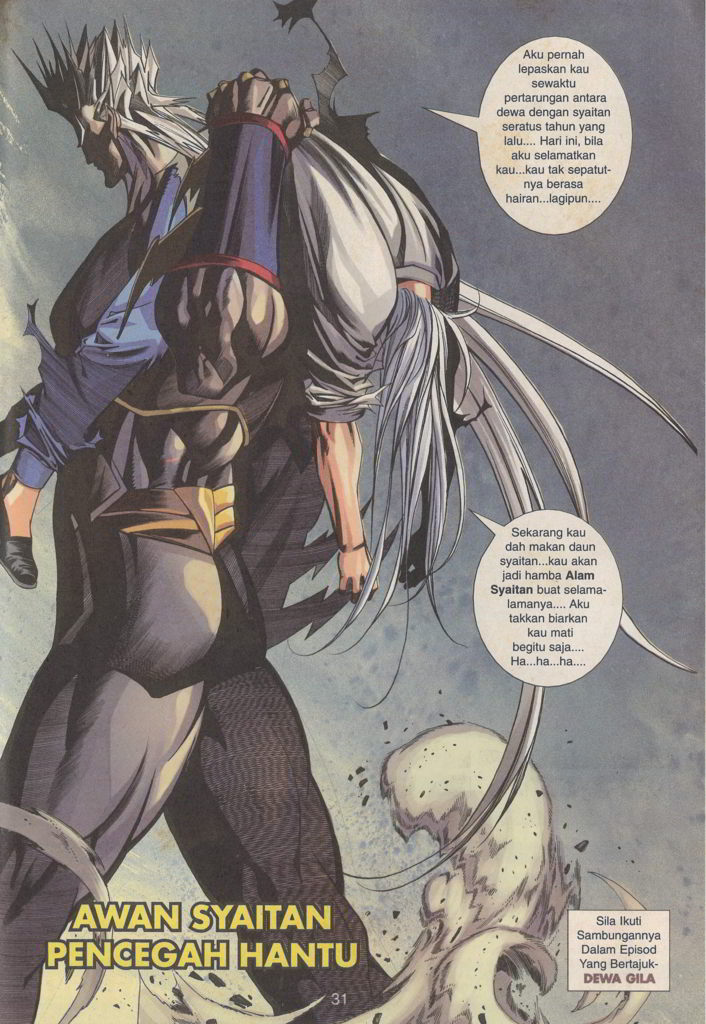 Aku pernah
lepaskan kau
sewaktu
pertarungan antara
dewa dengan syaitan
seratus tahun yang
lalu.... Hari ini, bila
aku selamatkan
kau...kau tak sepatut-
nya berasa
hairan...lagipun....
Sekarang kau
dah makan daun
syaitan...kau akan
jadi hamba Alam
Syaitan buat selama-
lamanya.... Aku
takkan biarkan
kau mati
begitu saja....
Ha...ha...ha....
AWAN SYAITAN
PENCEGAH HANTU
Sila Ikuti
Sambungannya
Dalam Episod
Yang Bertajuk-
DEWA GILA
31